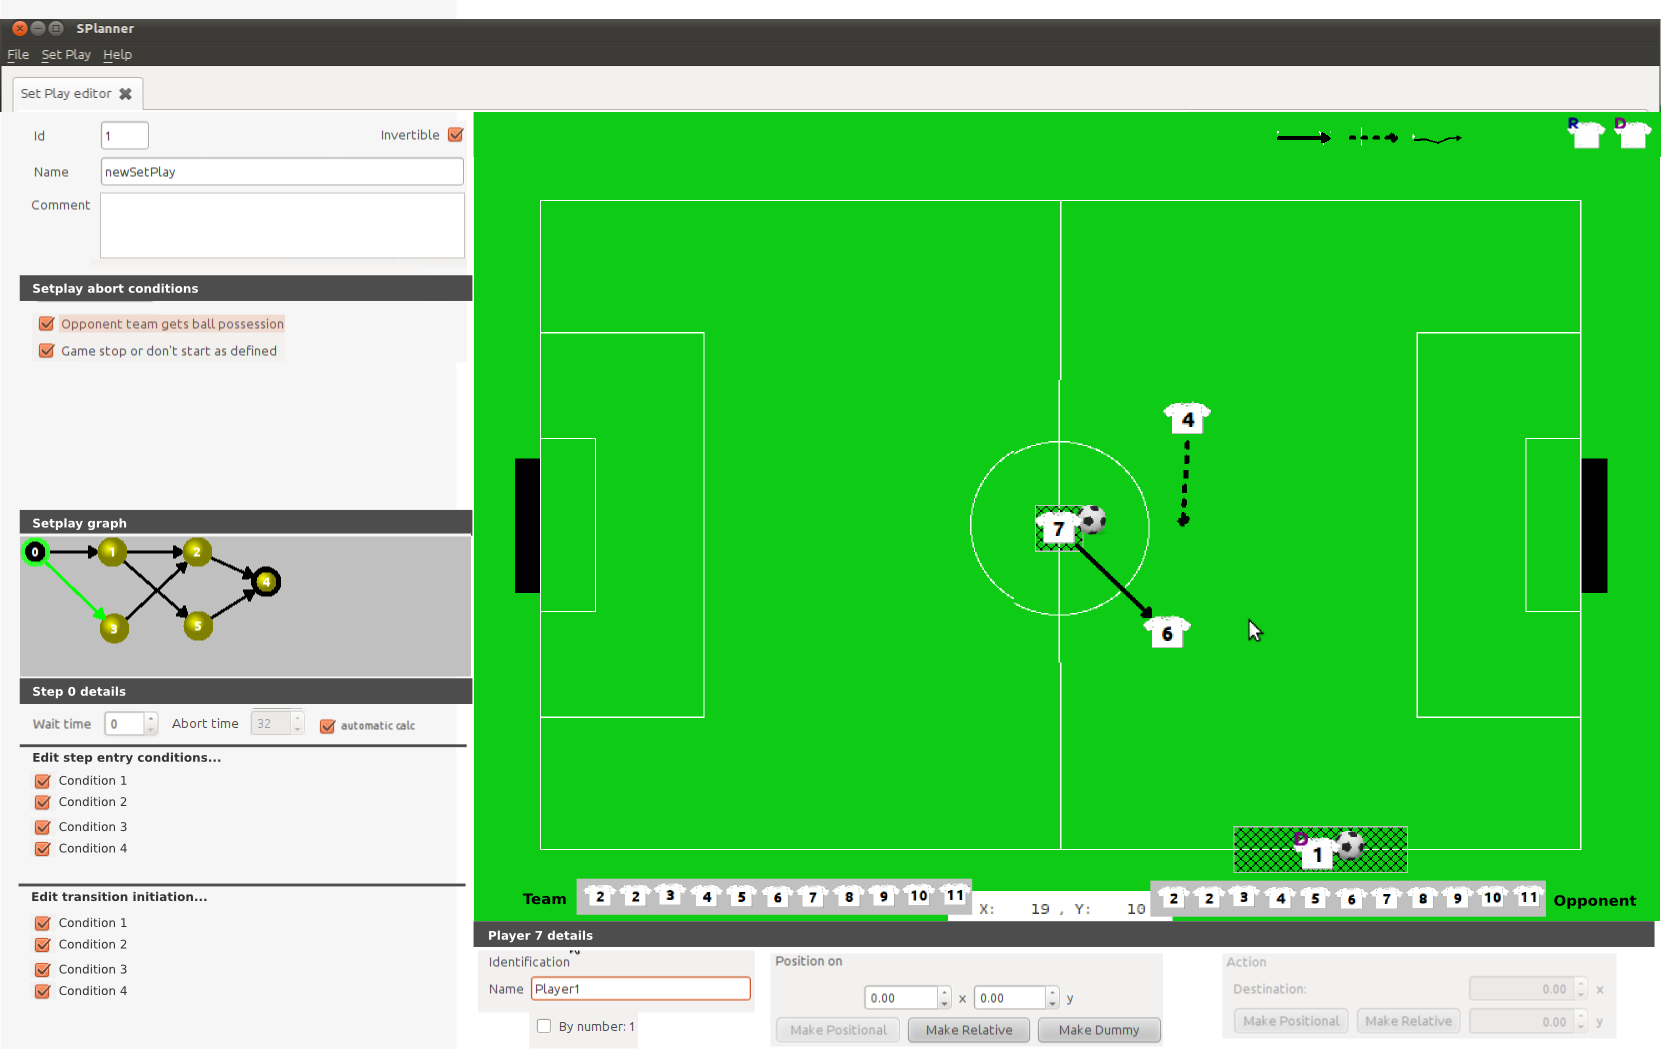 SPlanner
File Set Play Help
Set Play editor
Id 1 Invertible
Name newSetPlay
Comment
Setplay abort conditions
Opponent team gets ball possession
Game stop or don't start as defined
Setplay graph
0 1 2
4
3 5
Step 0 details
Wait time 0 Abort time 32 automatic calc
Edit step entry conditions...
Condition 1
Condition 2
Condition 3
Condition 4
Edit transition initiation...
Condition 1
Condition 2
Condition 3
Condition 4
R D
4
7
6
D
1
Team 2 2 3 4 5 6 7 8 9 10 11
X: 19 , Y: 10
2 2 3 4 5 6 7 8 9 10 11 Opponent
Player 7 details
Identification
Name Player1
By number: 1
Position on
0.00 x 0.00 y
Make Positional Make Relative Make Dummy
Action
Destination: 0.00 x
Make Positional Make Relative 0.00 y